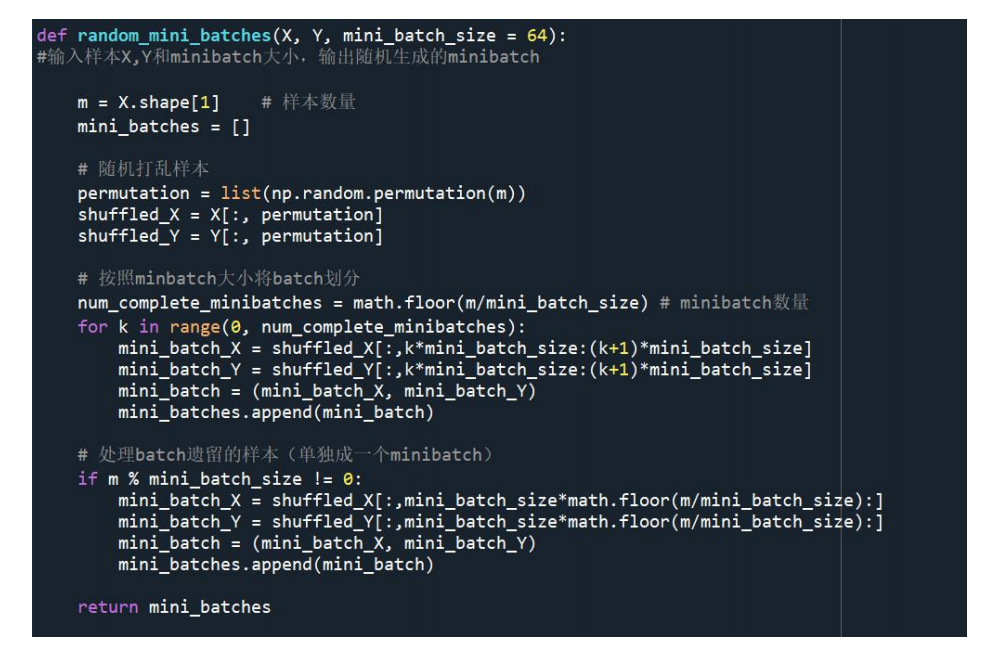 def random_mini_batches(X, Y, mini_batch_size = 64):
#输入样本X,Y和minibatch大小，输出随机生成的minibatch
    m = X.shape[1]    # 样本数量
    mini_batches = []
    # 随机打乱样本
    permutation = list(np.random.permutation(m))
    shuffled_X = X[:, permutation]
    shuffled_Y = Y[:, permutation]
    # 按照minbatch大小将batch划分
    num_complete_minibatches = math.floor(m/mini_batch_size) # minibatch数量
    for k in range(0, num_complete_minibatches):
        mini_batch_X = shuffled_X[:,k*mini_batch_size:(k+1)*mini_batch_size]
        mini_batch_Y = shuffled_Y[:,k*mini_batch_size:(k+1)*mini_batch_size]
        mini_batch = (mini_batch_X, mini_batch_Y)
        mini_batches.append(mini_batch)
    # 处理batch遗留的样本（单独成一个minibatch）
    if m % mini_batch_size != 0:
        mini_batch_X = shuffled_X[:,mini_batch_size*math.floor(m/mini_batch_size):]
        mini_batch_Y = shuffled_Y[:,mini_batch_size*math.floor(m/mini_batch_size):]
        mini_batch = (mini_batch_X, mini_batch_Y)
        mini_batches.append(mini_batch)
    return mini_batches